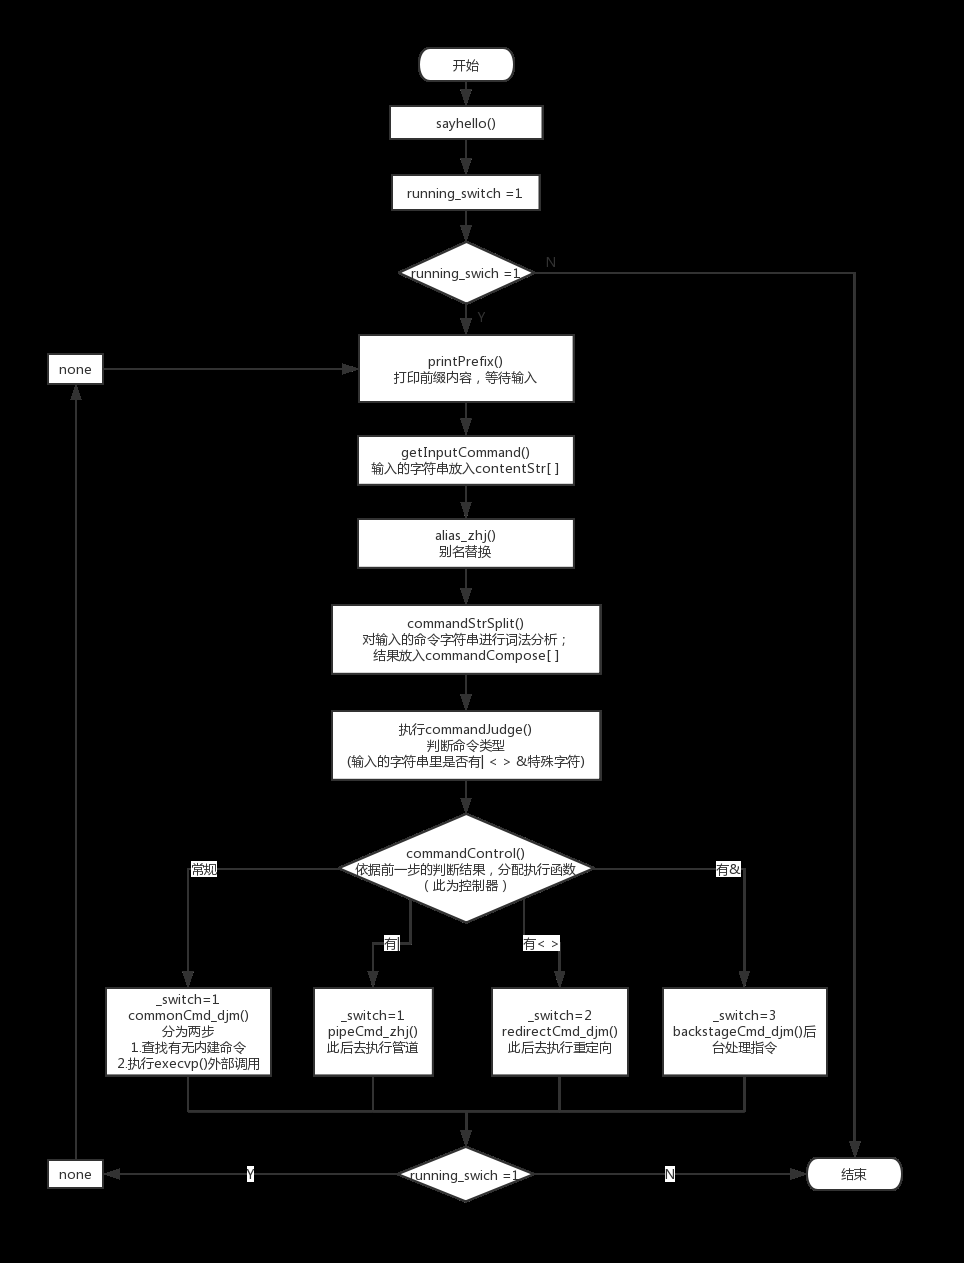 开始
sayhello()
running_switch =1
running_swich =1
N
Y
none
printPrefix()
打印前缀内容，等待输入
getInputCommand()
输入的字符串放入contentStr[ ]
alias_zhj()
别名替换
commandStrSplit()
对输入的命令字符串进行词法分析；
结果放入commandCompose[ ]
执行commandJudge()
判断命令类型
(输入的字符串里是否有| < > &特殊字符)
commandControl()
依据前一步的判断结果，分配执行函数
（此为控制器）
常规
有&
有|
有< >
_switch=1
commonCmd_djm()
分为两步
1.查找有无内建命令
2.执行execvp()外部调用
_switch=1
pipeCmd_zhj()
此后去执行管道
_switch=2
redirectCmd_djm()
此后去执行重定向
_switch=3
backstageCmd_djm()后
台处理指令
none
Y
running_swich =1
N
结束